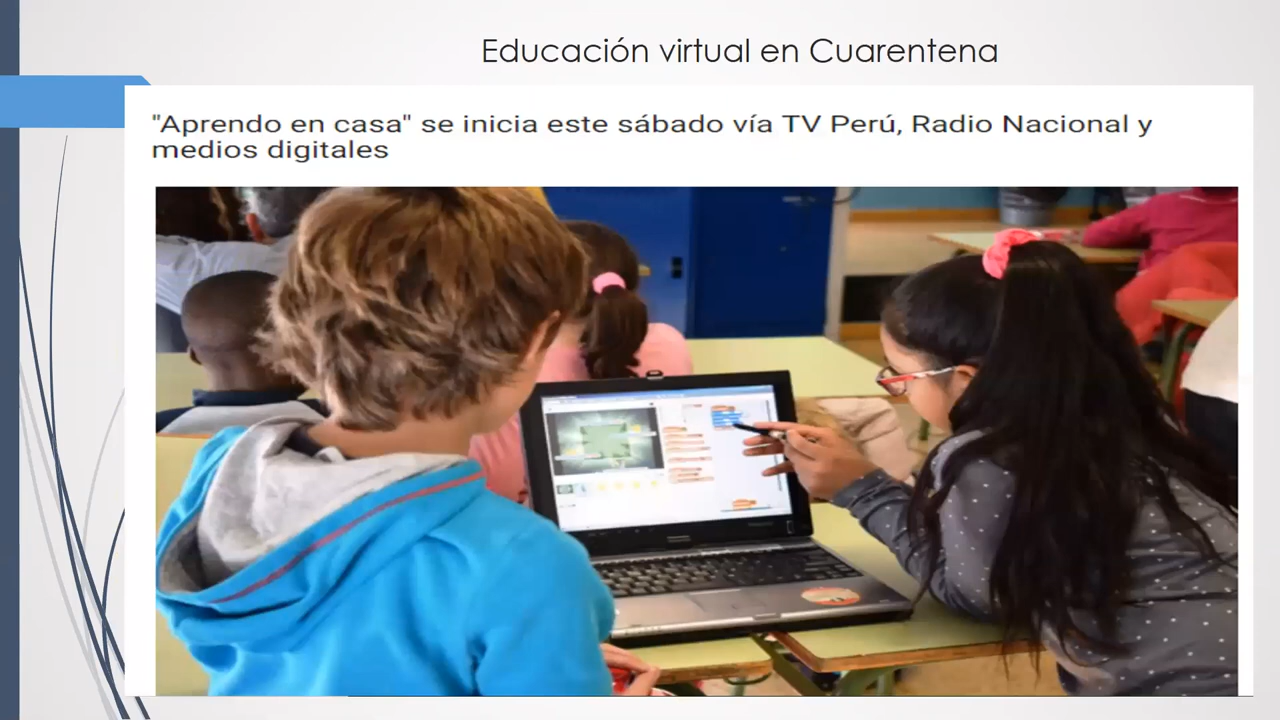 Educación virtual en Cuarentena
"Aprendo en casa" se inicia este sábado vía TV Perú, Radio Nacional y
medios digitales